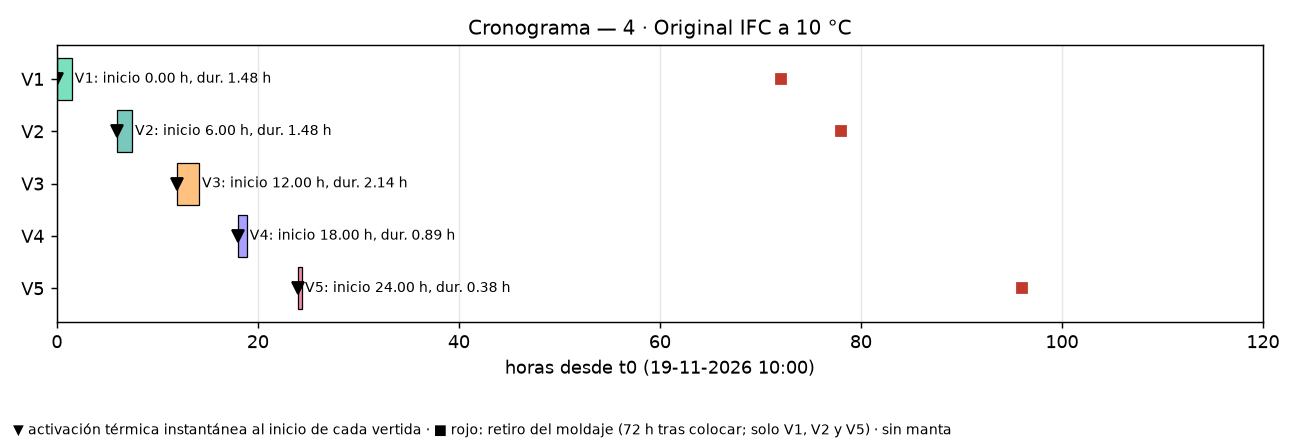 Cronograma — 4 · Original IFC a 10 °C
V1
V1: inicio 0.00 h, dur. 1.48 h
V2
V2: inicio 6.00 h, dur. 1.48 h
V3
V3: inicio 12.00 h, dur. 2.14 h
V4
V4: inicio 18.00 h, dur. 0.89 h
V5
V5: inicio 24.00 h, dur. 0.38 h
0 20 40 60 80 100 120
horas desde t0 (19-11-2026 10:00)
▼ activación térmica instantánea al inicio de cada vertida · ■ rojo: retiro del moldaje (72 h tras colocar; solo V1, V2 y V5) · sin manta